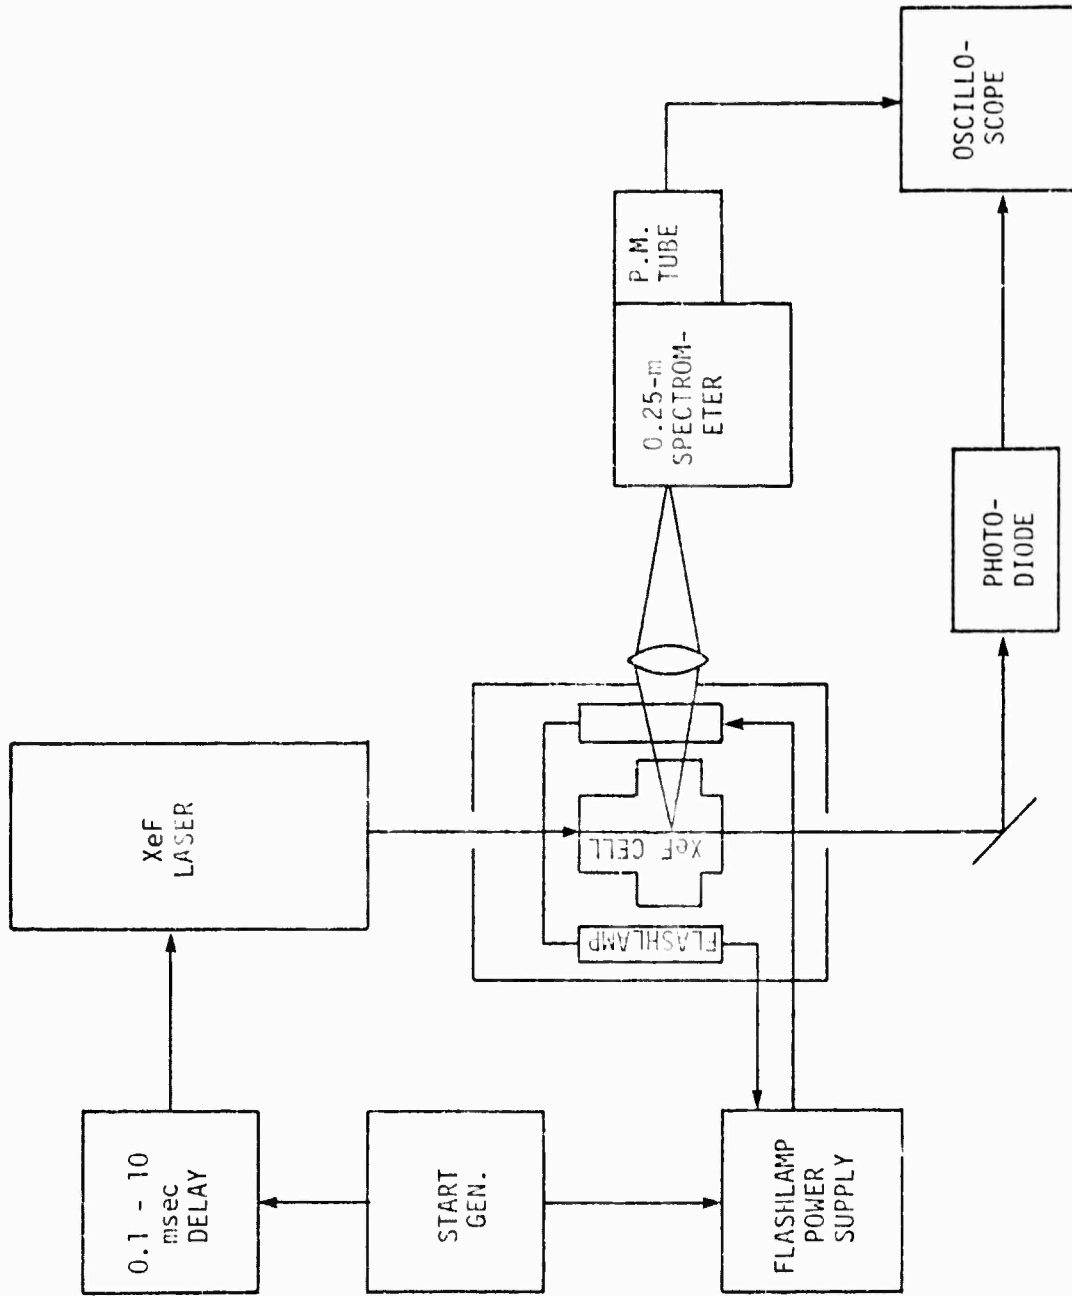 0.1 - 10
msec
DELAY
START
GEN.
FLASHLAMP
POWER
SUPPLY
XeF
LASER
FLASHLAMP
XeF CELL
0.25-m
SPECTROM-
ETER
P.M.
TUBE
PHOTO-
DIODE
OSCILLO-
SCOPE